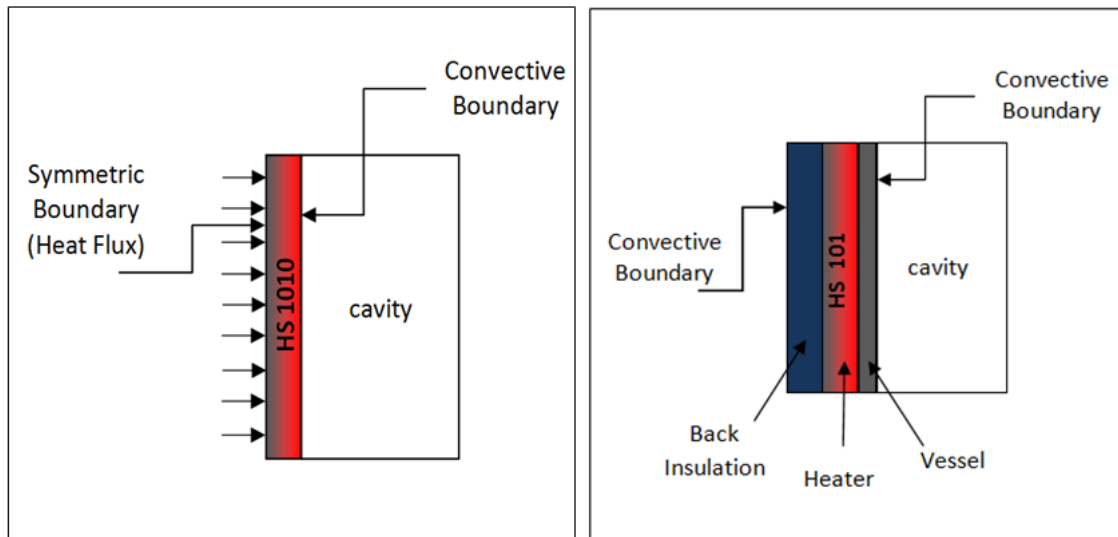 Convective
Boundary
Symmetric
Boundary
(Heat Flux)
HS 1010
cavity
Convective
Boundary
Convective
Boundary
HS 101
cavity
Back
Insulation
Heater
Vessel